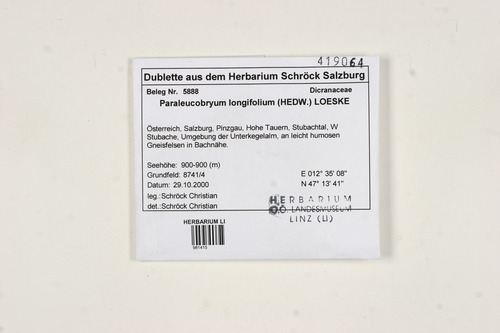 419064
Dublette aus dem Herbarium Schröck Salzburg
Beleg Nr. 5888 Dicranaceae
Paraleucobryum longifolium (HEDW.) LOESKE
Österreich, Salzburg, Pinzgau, Hohe Tauern, Stubachtal, W
Stubache, Umgebung der Unterkegelalm, an leicht humosen
Gneisfelsen in Bachnähe.
Seehöhe: 900-900 (m)
Grundfeld: 8741/4 E 012° 35' 08"
Datum: 29.10.2000 N 47° 13' 41"
leg.:Schröck Christian HERBARIUM
det.:Schröck Christian O.Ö. LANDESMUSEUM
LINZ (LI)
HERBARIUM LI
981415